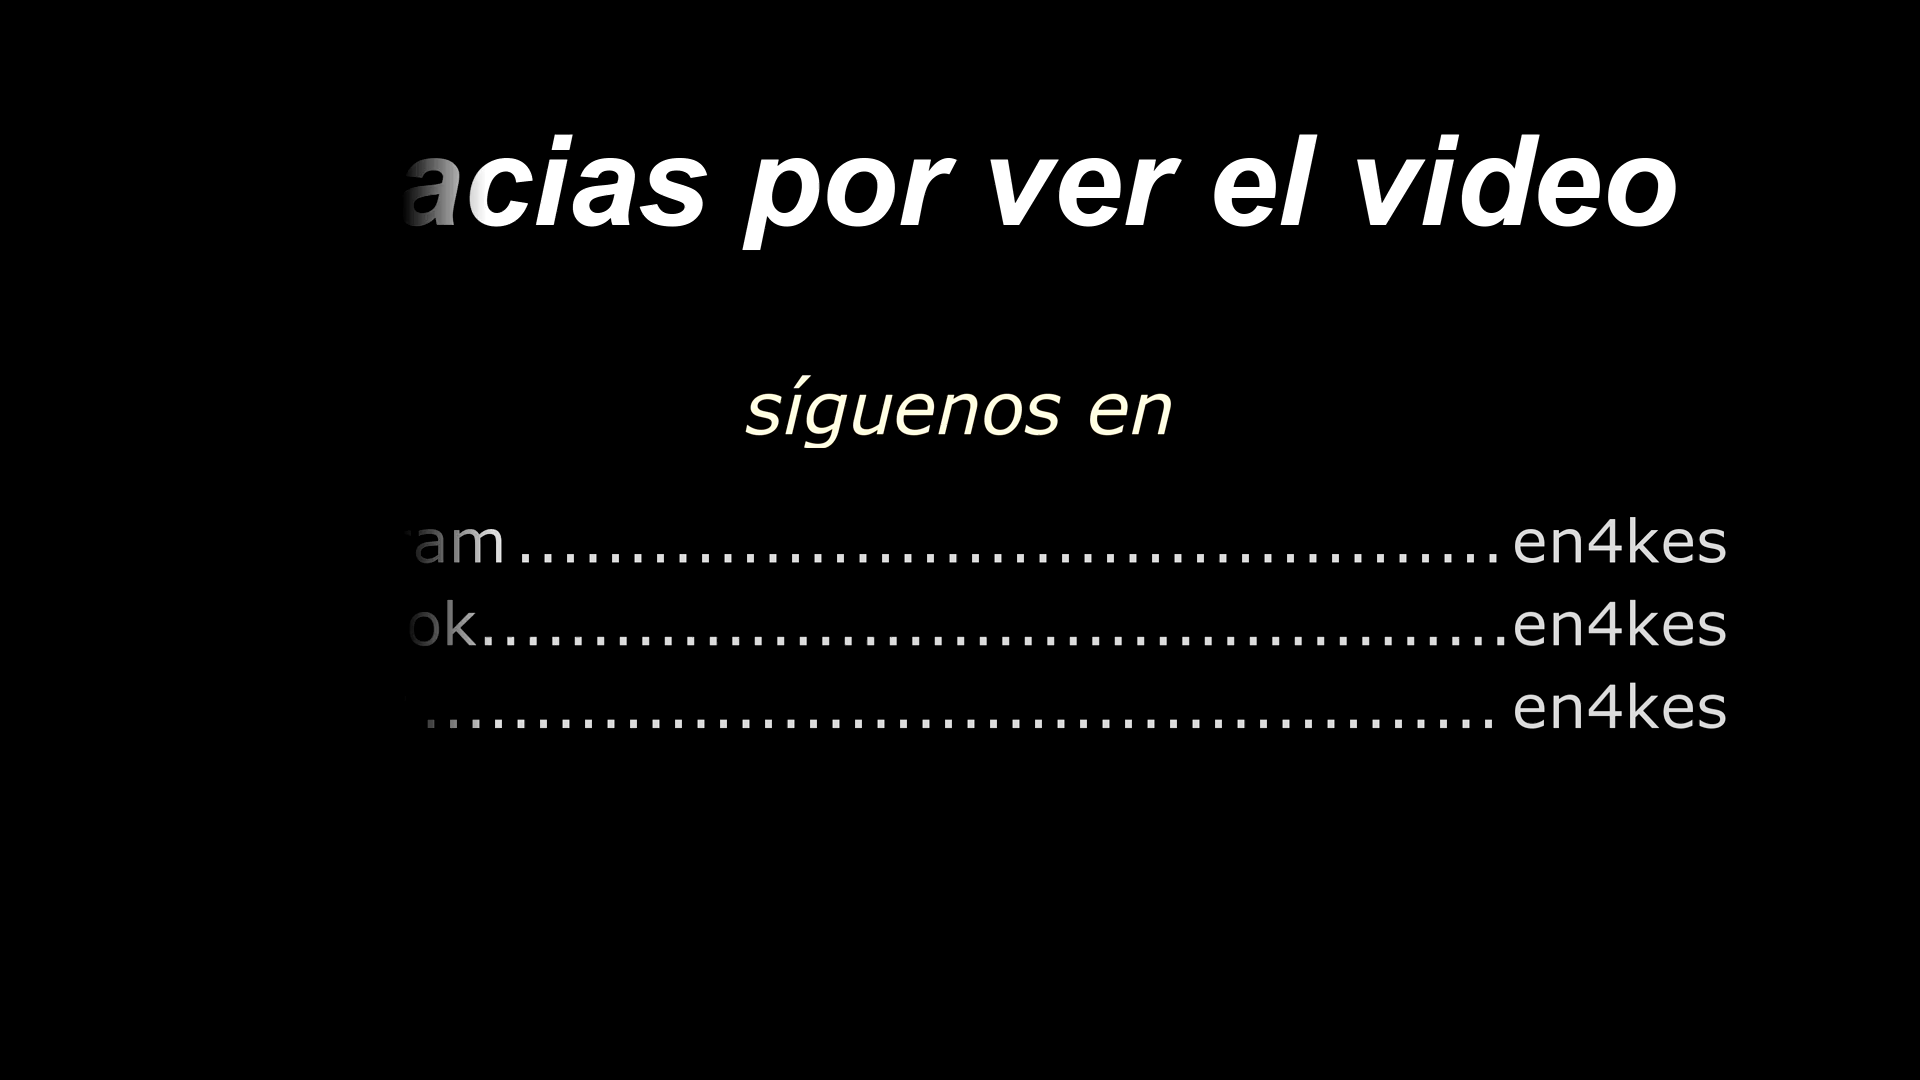 acias por ver el video
síguenos en
ram ............................................ en4kes
ok..............................................en4kes
................................................ en4kes